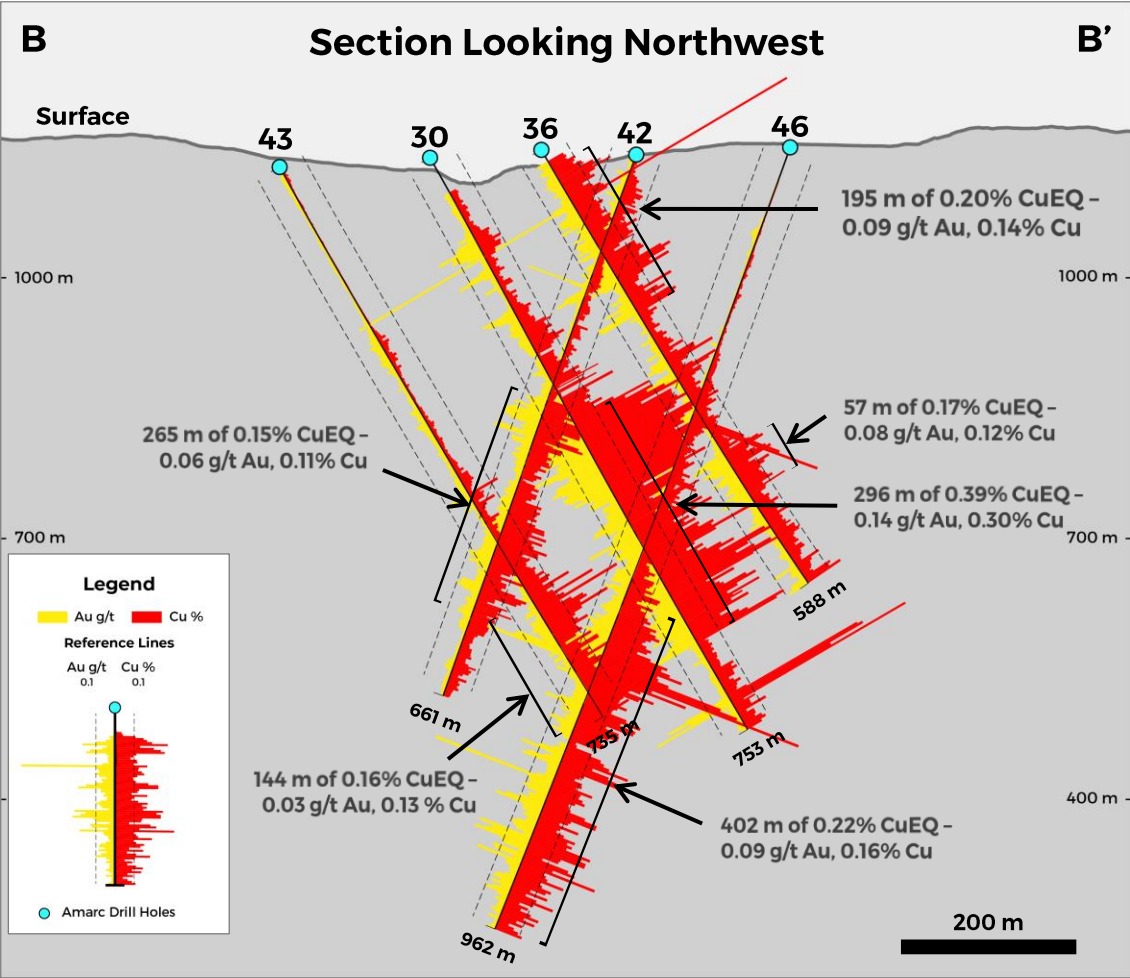 B
Section Looking Northwest
B’
Surface
43
30
36
42
46
195 m of 0.20% CuEQ –
0.09 g/t Au, 0.14% Cu
1000 m
1000 m
57 m of 0.17% CuEQ –
0.08 g/t Au, 0.12% Cu
265 m of 0.15% CuEQ –
0.06 g/t Au, 0.11% Cu
296 m of 0.39% CuEQ –
0.14 g/t Au, 0.30% Cu
700 m
700 m
588 m
661 m
735 m
753 m
144 m of 0.16% CuEQ –
0.03 g/t Au, 0.13 % Cu
400 m
402 m of 0.22% CuEQ –
0.09 g/t Au, 0.16% Cu
962 m
200 m
Legend
Au g/t Cu %
Reference Lines
Au g/t Cu %
0.1 0.1
Amarc Drill Holes